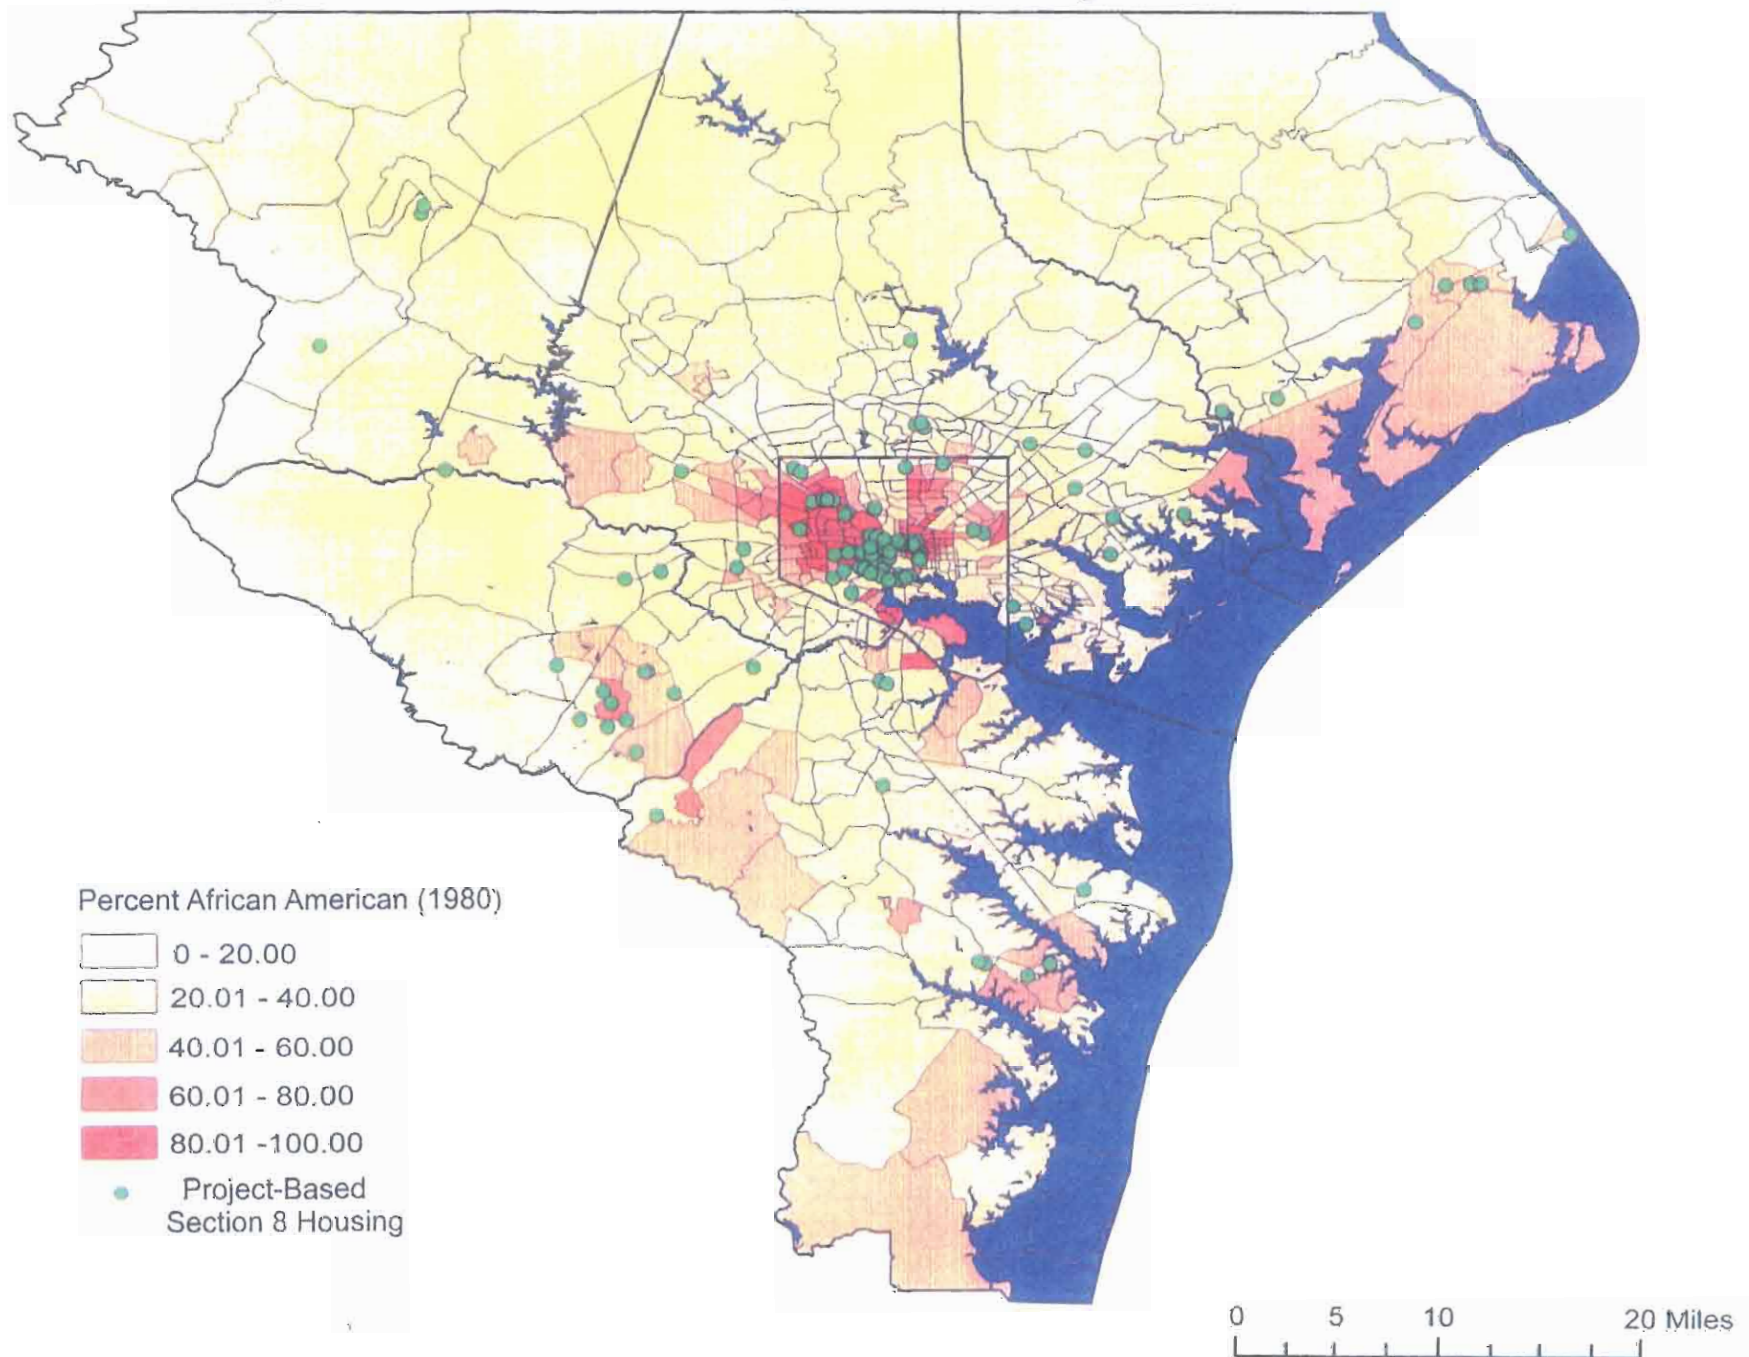 Percent African American (1980)
0 - 20.00
20.01 - 40.00
40.01 - 60.00
60.01 - 80.00
80.01 -100.00
Project-Based
Section 8 Housing
0 5 10 20 Miles